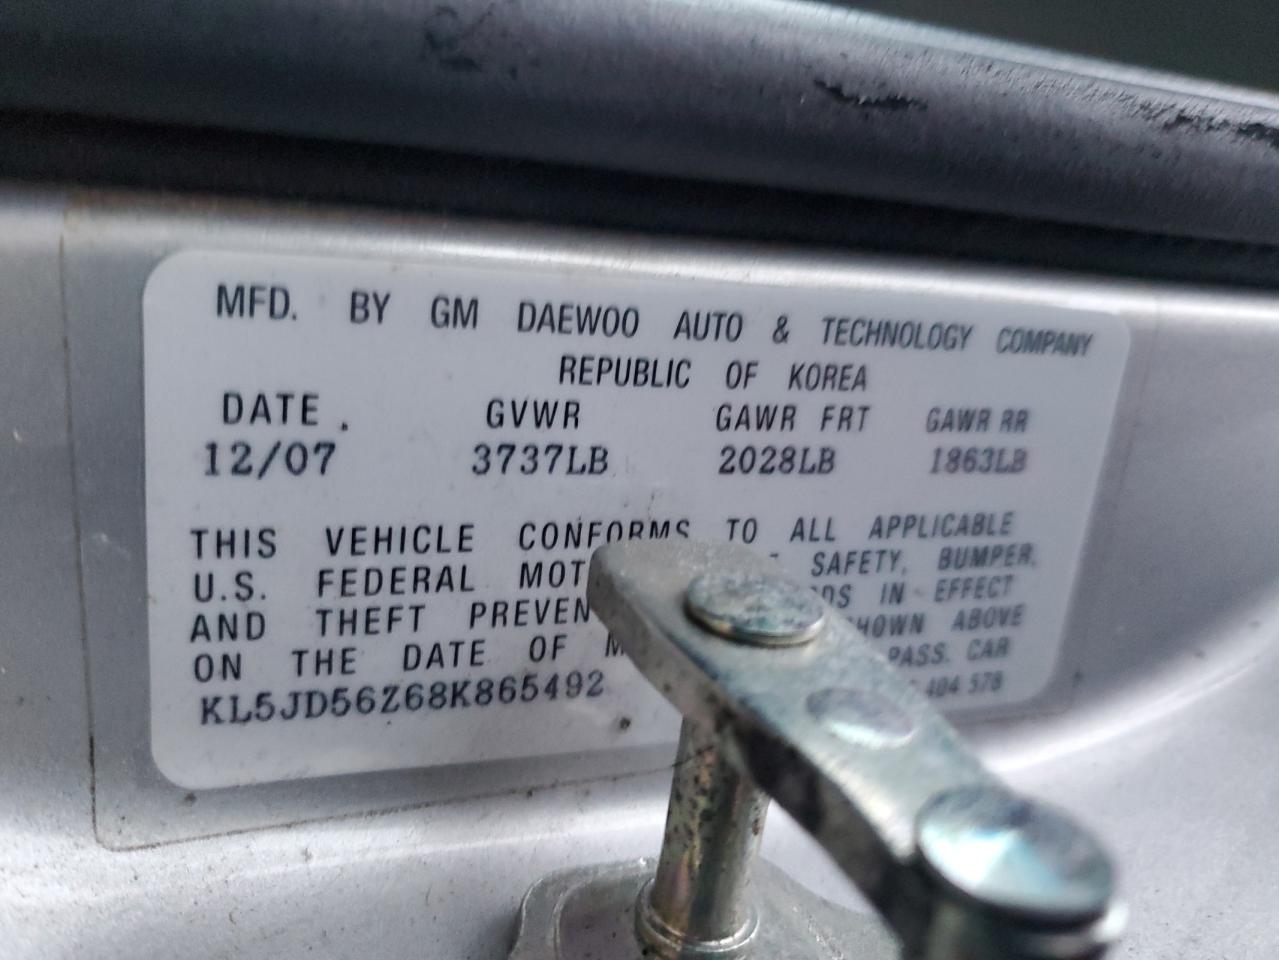 MFD. BY GM DAEWOO AUTO & TECHNOLOGY COMPANY
REPUBLIC OF KOREA
DATE. GVWR GAWR FRT GAWR RR
12/07 3737LB 2028LB 1863LB
THIS VEHICLE CONFORMS TO ALL APPLICABLE
U.S. FEDERAL SAFETY, BUMPER,
AND THEFT IN EFFECT
ON THE DATE OF ABOVE
KL5JD56Z68K865492 PASS. CAR
404 578